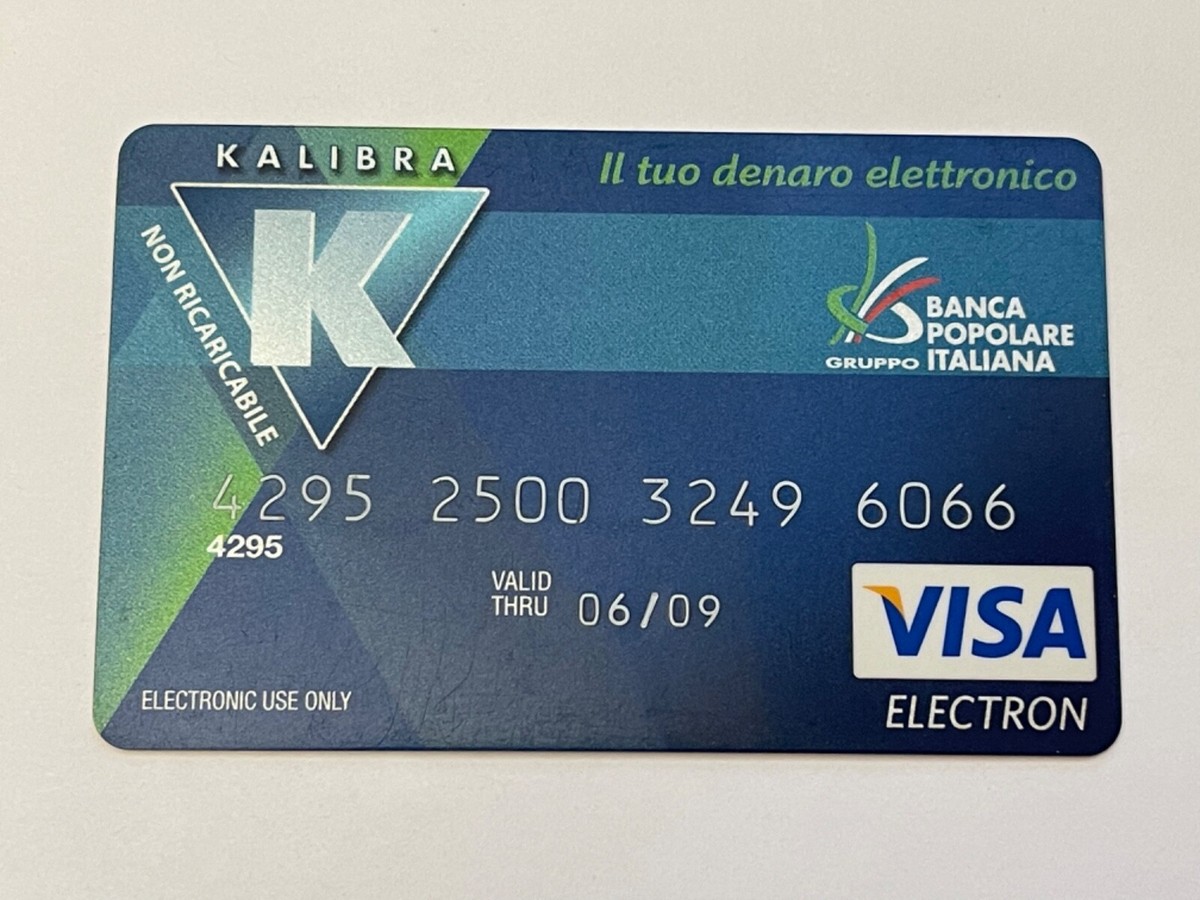 KALIBRA
Il tuo denaro elettronico
K
NON RICARICABILE
BANCA
POPOLARE
GRUPPO ITALIANA
4295 2500 3249 6066
4295
VALID
THRU 06/09
VISA
ELECTRONIC USE ONLY
ELECTRON